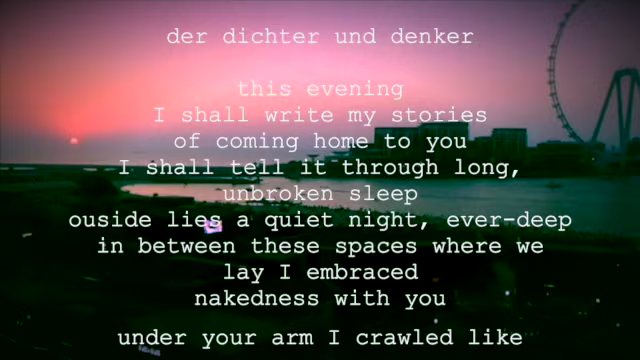 der dichter und denker
this evening
I shall write my stories
of coming home to you
I shall tell it through long,
unbroken sleep
ouside lies a quiet night, ever-deep
in between these spaces where we
lay I embraced
nakedness with you
under your arm I crawled like